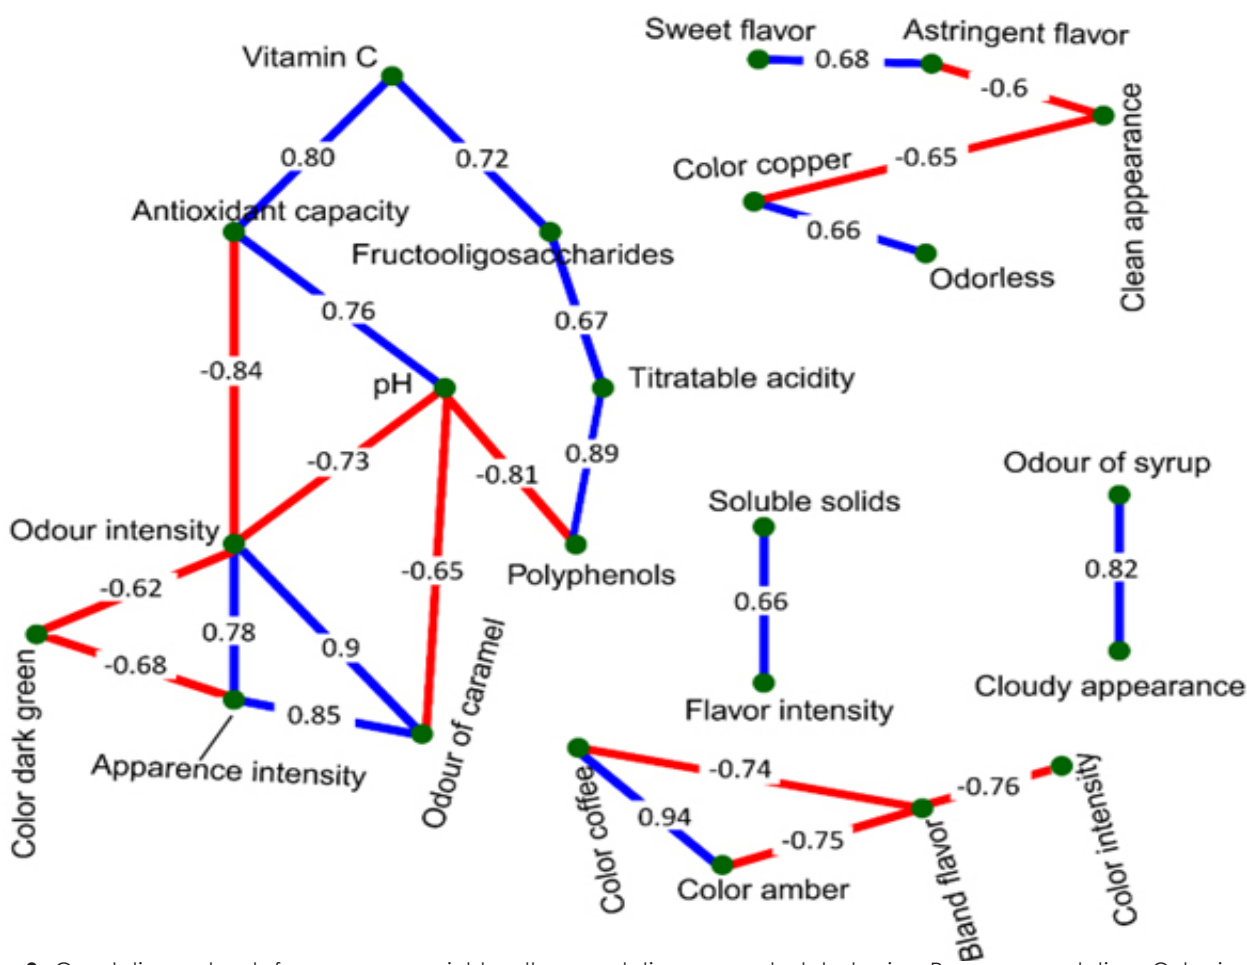 Vitamin C
0.80
0.72
Antioxidant capacity
Fructooligosaccharides
0.76
0.67
-0.84
pH
Titratable acidity
-0.73
-0.81
0.89
Odour intensity
Polyphenols
-0.62
-0.65
0.78
0.9
-0.68
0.85
Color dark green
Apparence intensity
Odour of caramel
Sweet flavor
Astringent flavor
0.68
-0.6
Clean appearance
Color copper
-0.65
0.66
Odorless
Soluble solids
0.66
Flavor intensity
Odour of syrup
0.82
Cloudy appearance
-0.74
-0.76
0.94
-0.75
Color coffee
Color amber
Bland flavor
Color intensity